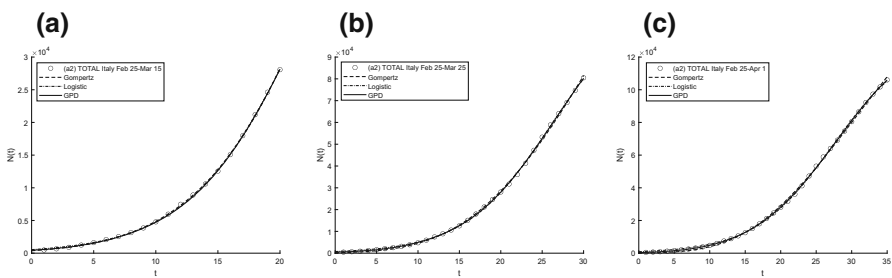 (a)
×10⁴
(a2) TOTAL Italy Feb 25-Mar 15
Gompertz
Logistic
GPD
N(t)
3
2.5
2
1.5
1
0.5
0
0 5 10 15 20
t
(b)
×10⁴
(a2) TOTAL Italy Feb 25-Mar 25
Gompertz
Logistic
GPD
N(t)
9
8
7
6
5
4
3
2
1
0
0 5 10 15 20 25 30
t
(c)
×10⁴
(a2) TOTAL Italy Feb 25-Apr 1
Gompertz
Logistic
GPD
N(t)
12
10
8
6
4
2
0
0 5 10 15 20 25 30 35
t